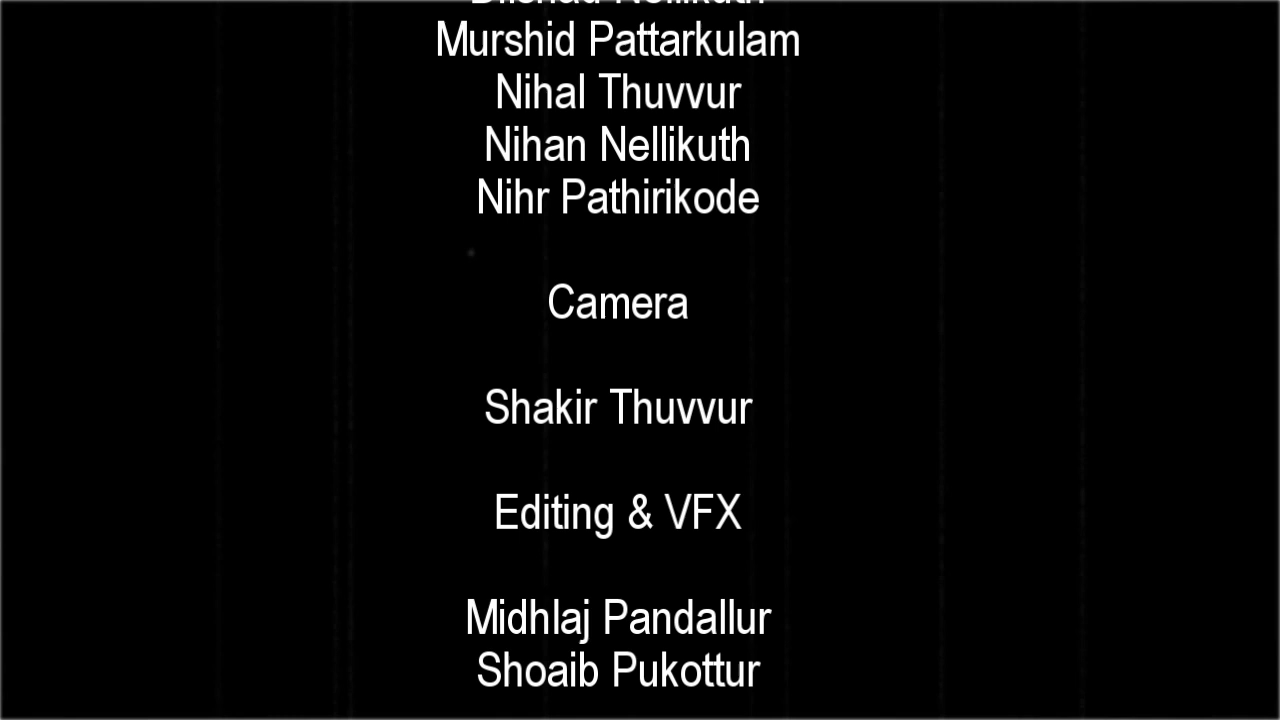 Murshid Pattarkulam
Nihal Thuvvur
Nihan Nellikuth
Nihr Pathirikode
Camera
Shakir Thuvvur
Editing & VFX
Midhlaj Pandallur
Shoaib Pukottur